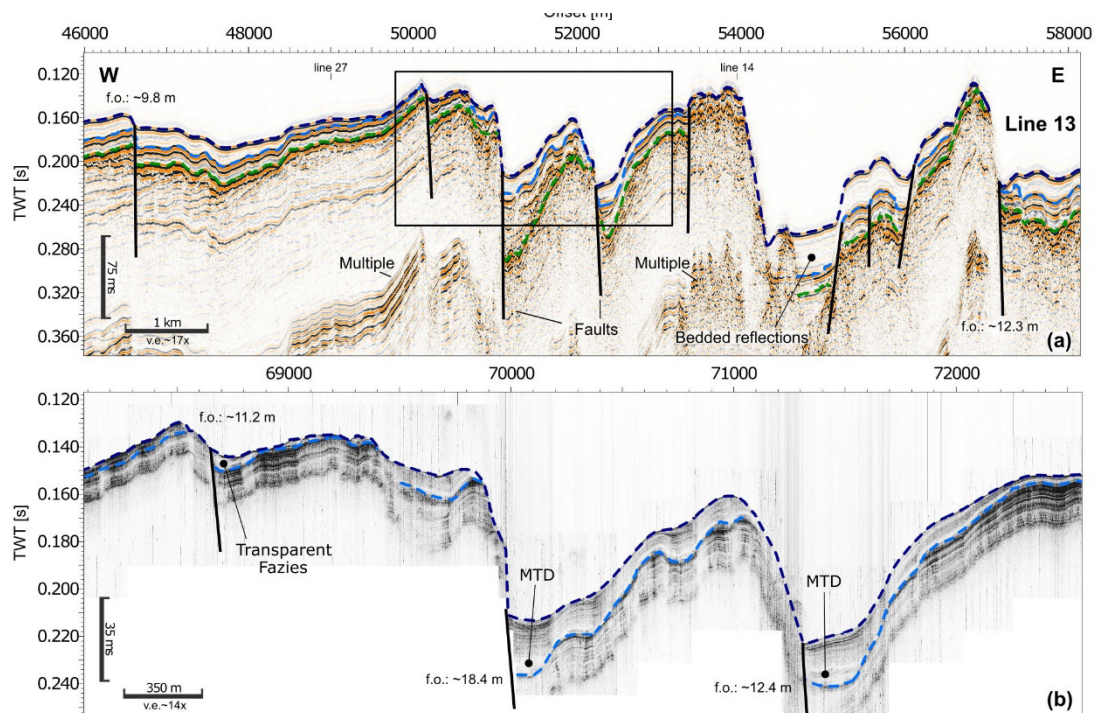 Offset [m]
46000 48000 50000 52000 54000 56000 58000
W line 27 line 14 E
f.o.: ~9.8 m
Line 13
0.120
0.160
0.200
0.240
0.280
0.320
0.360
TWT [s]
75 ms
1 km
v.e.~17x
Multiple
Faults
Multiple
Bedded reflections
f.o.: ~12.3 m
(a)
69000 70000 71000 72000
0.120
0.140
0.160
0.180
0.200
0.220
0.240
TWT [s]
f.o.: ~11.2 m
Transparent
Fazies
MTD
MTD
35 ms
350 m
v.e.~14x
f.o.: ~18.4 m
f.o.: ~12.4 m
(b)